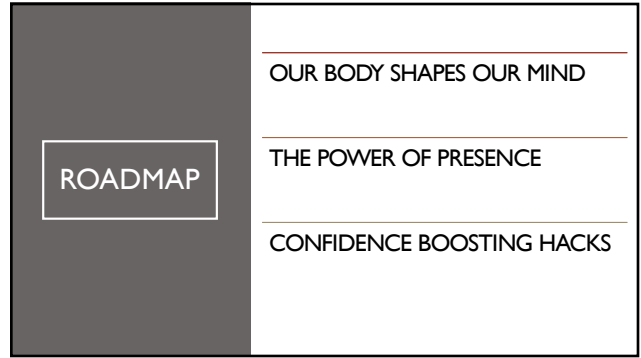 ROADMAP
OUR BODY SHAPES OUR MIND
THE POWER OF PRESENCE
CONFIDENCE BOOSTING HACKS